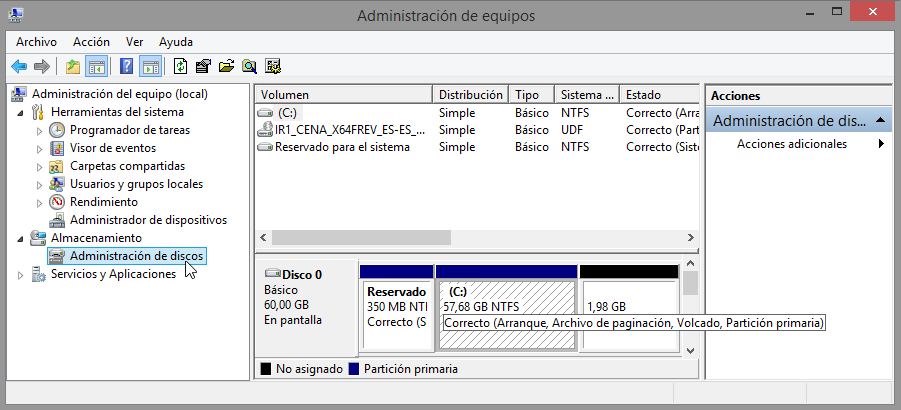 Administración de equipos
Archivo Acción Ver Ayuda
Administración del equipo (local)
Herramientas del sistema
Programador de tareas
Visor de eventos
Carpetas compartidas
Usuarios y grupos locales
Rendimiento
Administrador de dispositivos
Almacenamiento
Administración de discos
Servicios y Aplicaciones
Volumen Distribución Tipo Sistema ... Estado
(C:) Simple Básico NTFS Correcto (Arra
IR1_CENA_X64FREV_ES-ES_... Simple Básico UDF Correcto (Part
Reservado para el sistema Simple Básico NTFS Correcto (Siste
Disco 0
Básico
60,00 GB
En pantalla
Reservado
350 MB NTI
Correcto (S
(C:)
57,68 GB NTFS
1,98 GB
Correcto (Arranque, Archivo de paginación, Volcado, Partición primaria)
No asignado Partición primaria
Acciones
Administración de dis...
Acciones adicionales